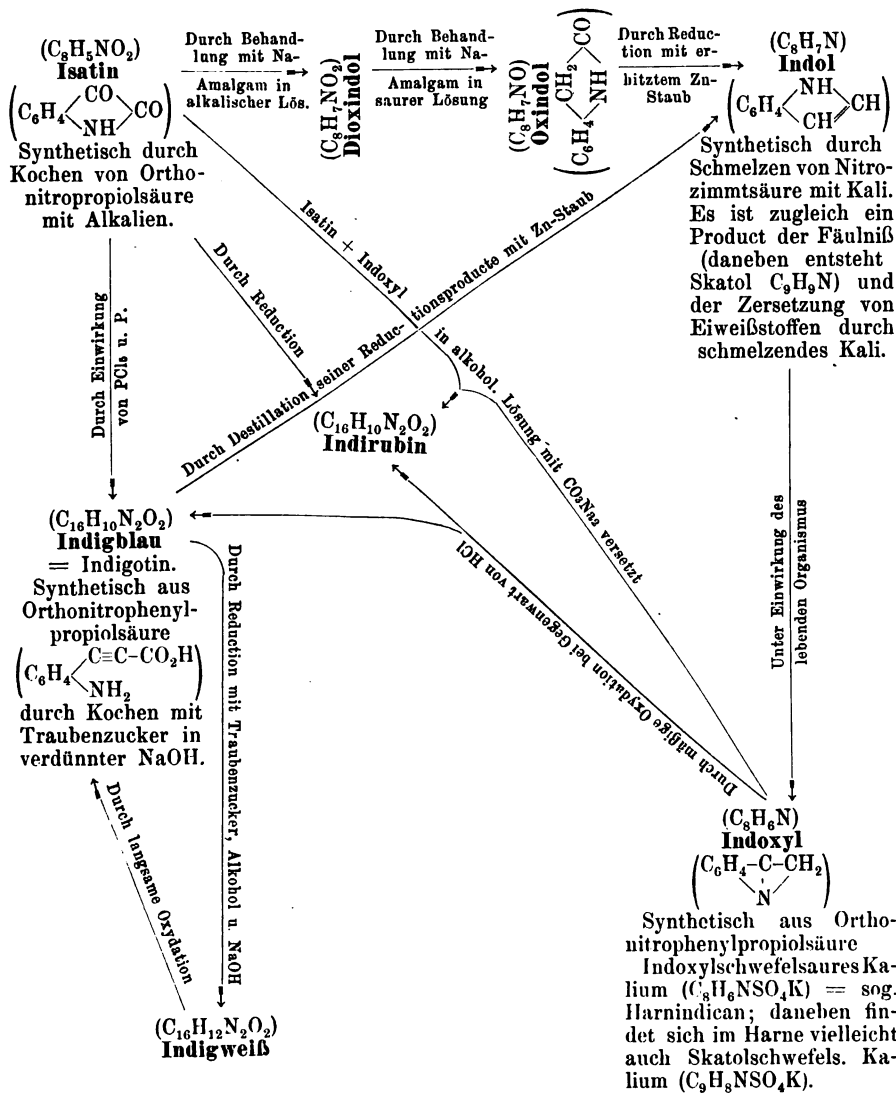 (C₈H₅NO₂)
Isatin
C₆H₄ CO CO
NH
Synthetisch durch
Kochen von Ortho-
nitropropiolsäure
mit Alkalien.
Durch Behand-
lung mit Na-
Amalgam in
alkalischer Lös.
(C₈H₇NO₂)
Dioxindol
Durch Behand-
lung mit Na-
Amalgam in
saurer Lösung
(C₈H₇NO)
Oxindol
C₆H₄ CH₂ CO
NH
Durch Reduc-
tion mit er-
hitztem Zn-
Staub
(C₈H₇N)
Indol
C₆H₄ NH CH
CH
Synthetisch durch
Schmelzen von Nitro-
zimmtsäure mit Kali.
Es ist zugleich ein
Product der Fäulniß
(daneben entsteht
Skatol C₉H₉N) und
der Zersetzung von
Eiweißstoffen durch
schmelzendes Kali.
Durch Einwirkung
von PCl₅ u. P.
Durch Reduction
Isatin + Indoxyl in alkohol. Lösung mit CO₃Na₂ versetzt
Durch Destillation seiner Reductionsproducte mit Zn-Staub
(C₁₆H₁₀N₂O₂)
Indirubin
Durch mäßige Oxydution bei Gegenwart von HCl
Unter Einwirkung des
lebenden Organismus
(C₁₆H₁₀N₂O₂)
Indigblau
= Indigotin.
Synthetisch aus
Orthonitrophenyl-
propiolsäure
C₆H₄ C≡C-CO₂H
NH₂
durch Kochen mit
Traubenzucker in
verdünnter NaOH.
Durch Reduction mit Traubenzucker, Alkohol u. NaOH
Durch langsame Oxydation
(C₁₆H₁₂N₂O₂)
Indigweiß
(C₈H₆N)
Indoxyl
(C₆H₄-C-CH₂)
N
Synthetisch aus Ortho-
nitrophenylpropiolsäure
Indoxylschwefelsaures Ka-
lium (C₈H₆NSO₄K) = sog.
Harnindican; daneben fin-
det sich im Harne vielleicht
auch Skatolschwefels. Ka-
lium (C₉H₈NSO₄K).